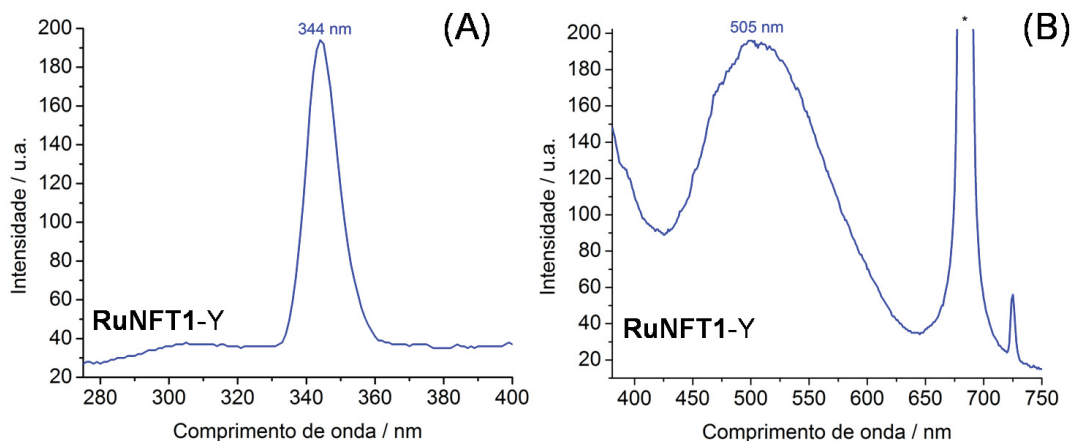 344 nm
(A)
200
180
160
140
120
100
80
60
40
20
Intensidade / u.a.
RuNFT1-Y
280 300 320 340 360 380 400
Comprimento de onda / nm
505 nm
*
(B)
200
180
160
140
120
100
80
60
40
20
Intensidade / u.a.
RuNFT1-Y
400 450 500 550 600 650 700 750
Comprimento de onda / nm